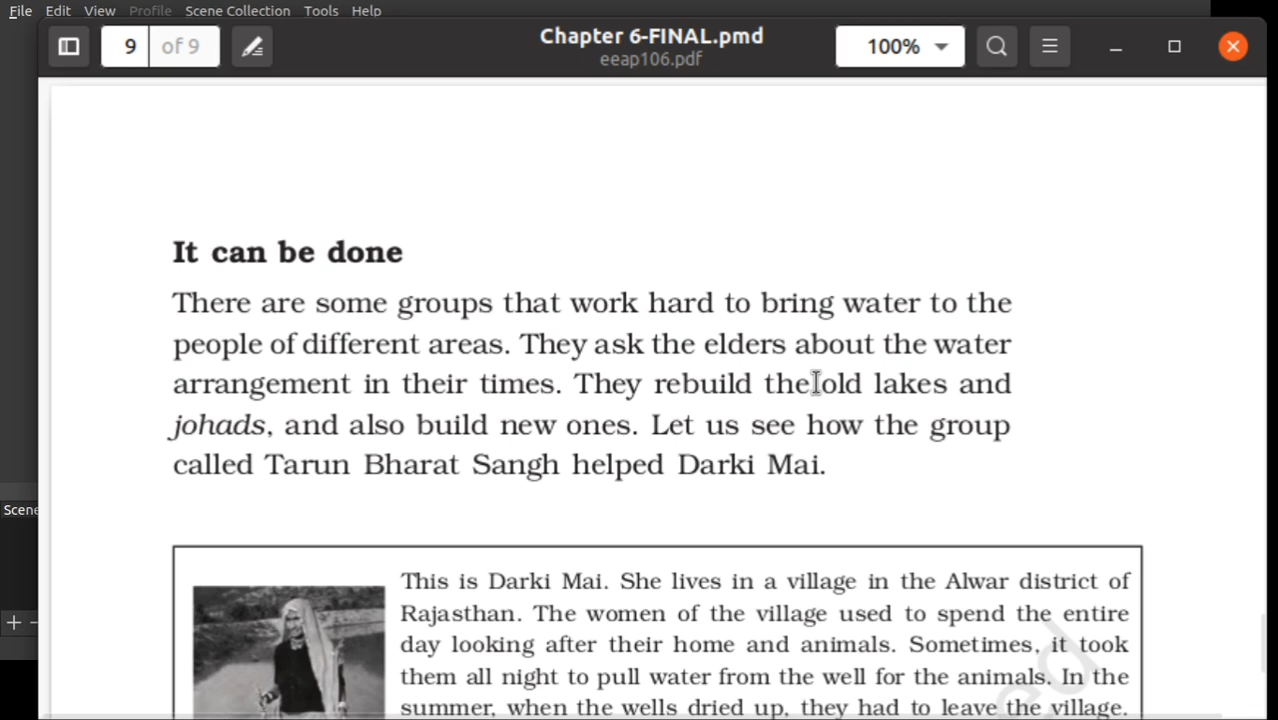 File Edit View Profile Scene Collection Tools Help
9 of 9
Chapter 6-FINAL.pmd
eeap106.pdf
100%
It can be done
There are some groups that work hard to bring water to the
people of different areas. They ask the elders about the water
arrangement in their times. They rebuild the old lakes and
johads, and also build new ones. Let us see how the group
called Tarun Bharat Sangh helped Darki Mai.
This is Darki Mai. She lives in a village in the Alwar district of
Rajasthan. The women of the village used to spend the entire
day looking after their home and animals. Sometimes, it took
them all night to pull water from the well for the animals. In the
summer, when the wells dried up, they had to leave the village.
Scene